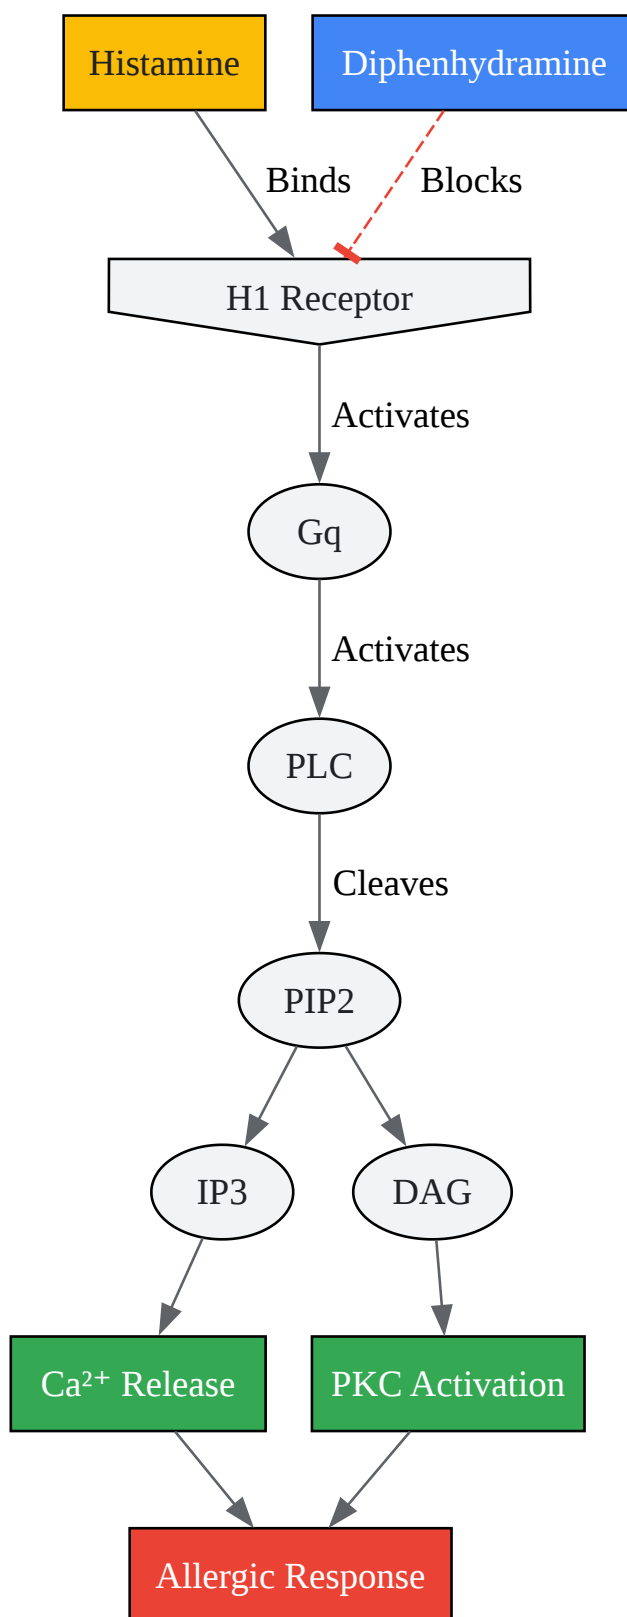 Histamine
Diphenhydramine
Binds
Blocks
H1 Receptor
Activates
Gq
Activates
PLC
Cleaves
PIP2
IP3
DAG
Ca²⁺ Release
PKC Activation
Allergic Response